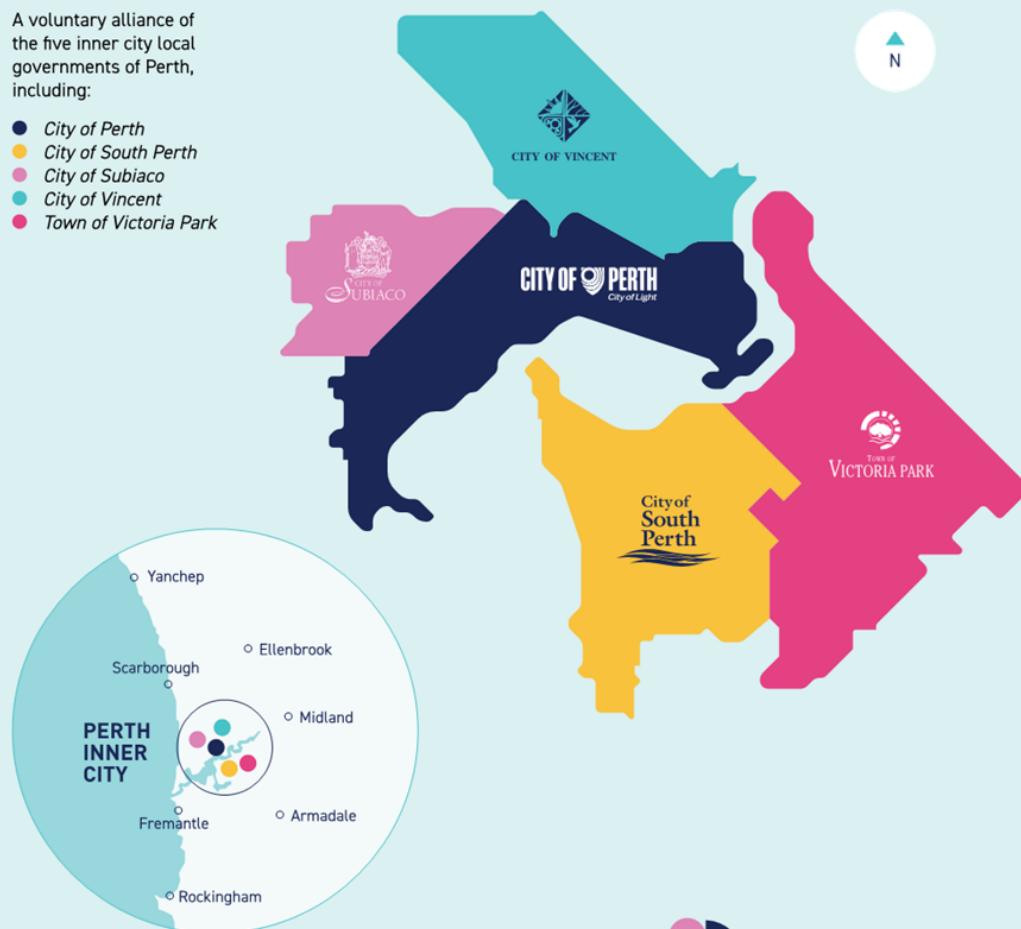 A voluntary alliance of
the five inner city local
governments of Perth,
including:
City of Perth
City of South Perth
City of Subiaco
City of Vincent
Town of Victoria Park
N
CITY OF VINCENT
CITY OF
SUBIACO
CITY OF PERTH
City of Light
TOWN OF
VICTORIA PARK
City of
South
Perth
Yanchep
Ellenbrook
Scarborough
Midland
PERTH
INNER
CITY
Armadale
Fremantle
Rockingham